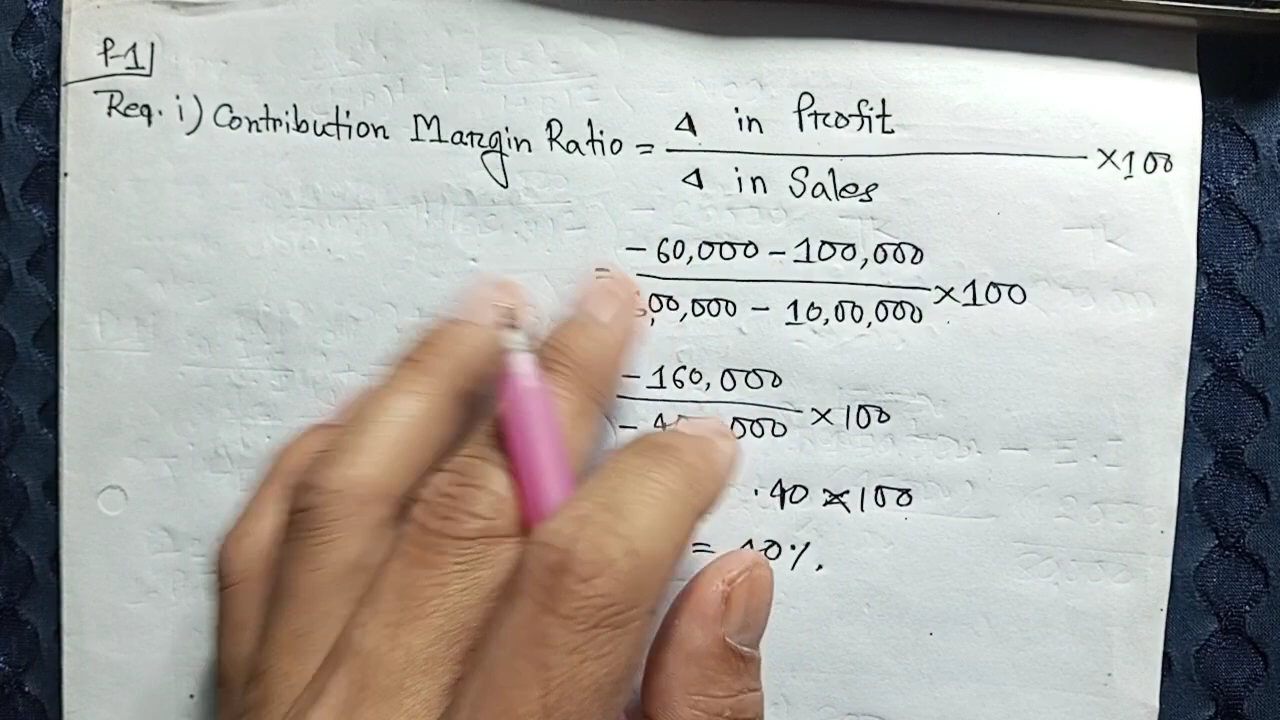 P-1
Req. i) Contribution Margin Ratio = Δ in Profit / Δ in Sales ×100
= -60,000 - 100,000 / 00,000 - 10,00,000 ×100
-160,000 / - 000 ×100
.40 ×100
= %.